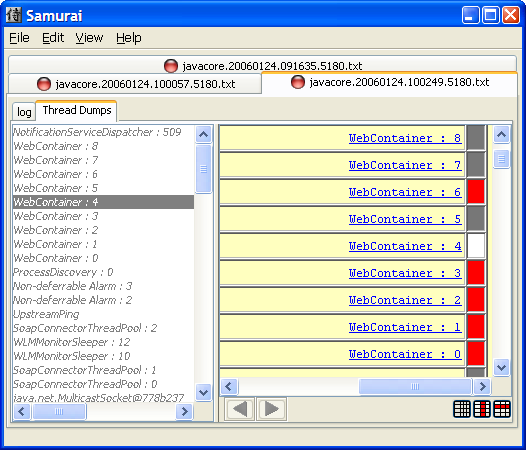 侍 Samurai
File Edit View Help
javacore.20060124.091635.5180.txt
javacore.20060124.100057.5180.txt
javacore.20060124.100249.5180.txt
log
Thread Dumps
NotificationServiceDispatcher : 509
WebContainer : 8
WebContainer : 7
WebContainer : 6
WebContainer : 5
WebContainer : 4
WebContainer : 3
WebContainer : 2
WebContainer : 1
WebContainer : 0
ProcessDiscovery : 0
Non-deferrable Alarm : 3
Non-deferrable Alarm : 2
UpstreamPing
SoapConnectorThreadPool : 2
WLMMonitorSleeper : 12
WLMMonitorSleeper : 10
SoapConnectorThreadPool : 1
SoapConnectorThreadPool : 0
java.net.MulticastSocket@778b237
WebContainer : 8
WebContainer : 7
WebContainer : 6
WebContainer : 5
WebContainer : 4
WebContainer : 3
WebContainer : 2
WebContainer : 1
WebContainer : 0